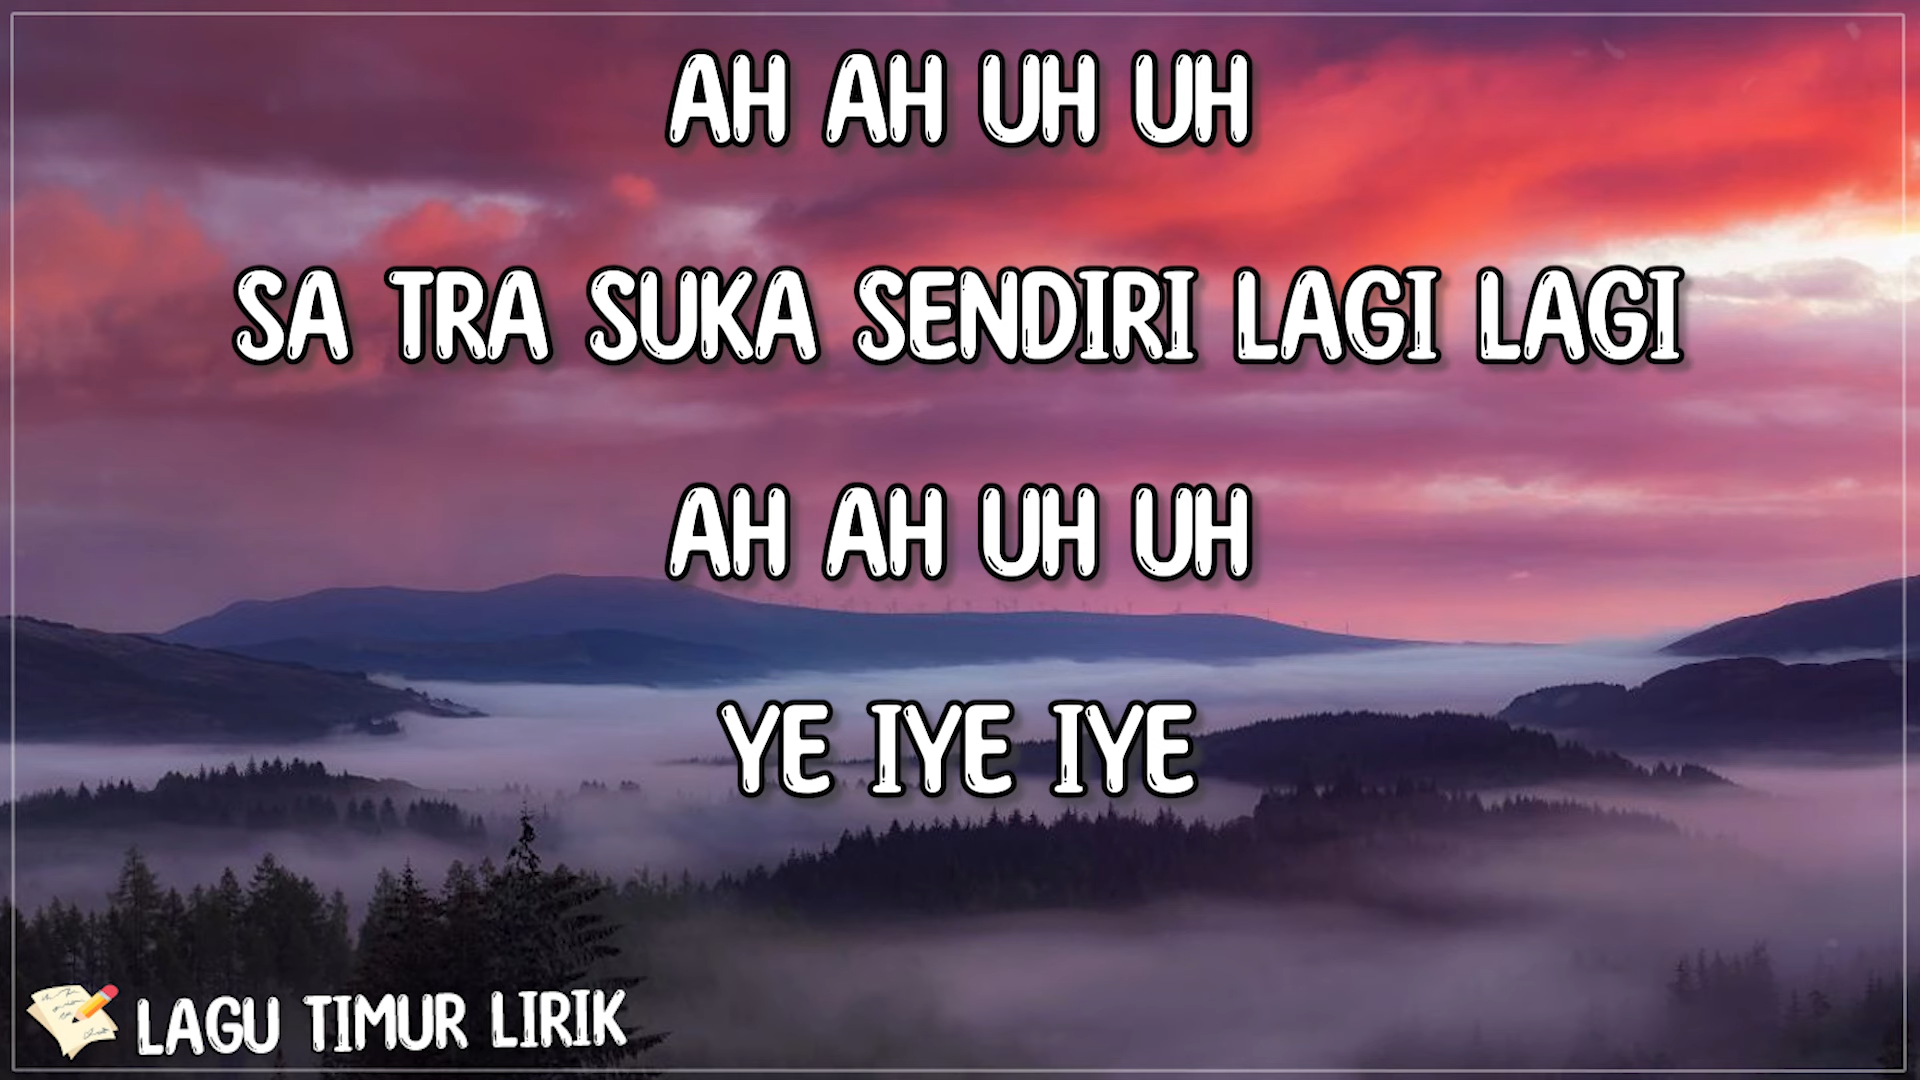 AH AH UH UH
SA TRA SUKA SENDIRI LAGI LAGI
AH AH UH UH
YE IYE IYE
LAGU TIMUR LIRIK